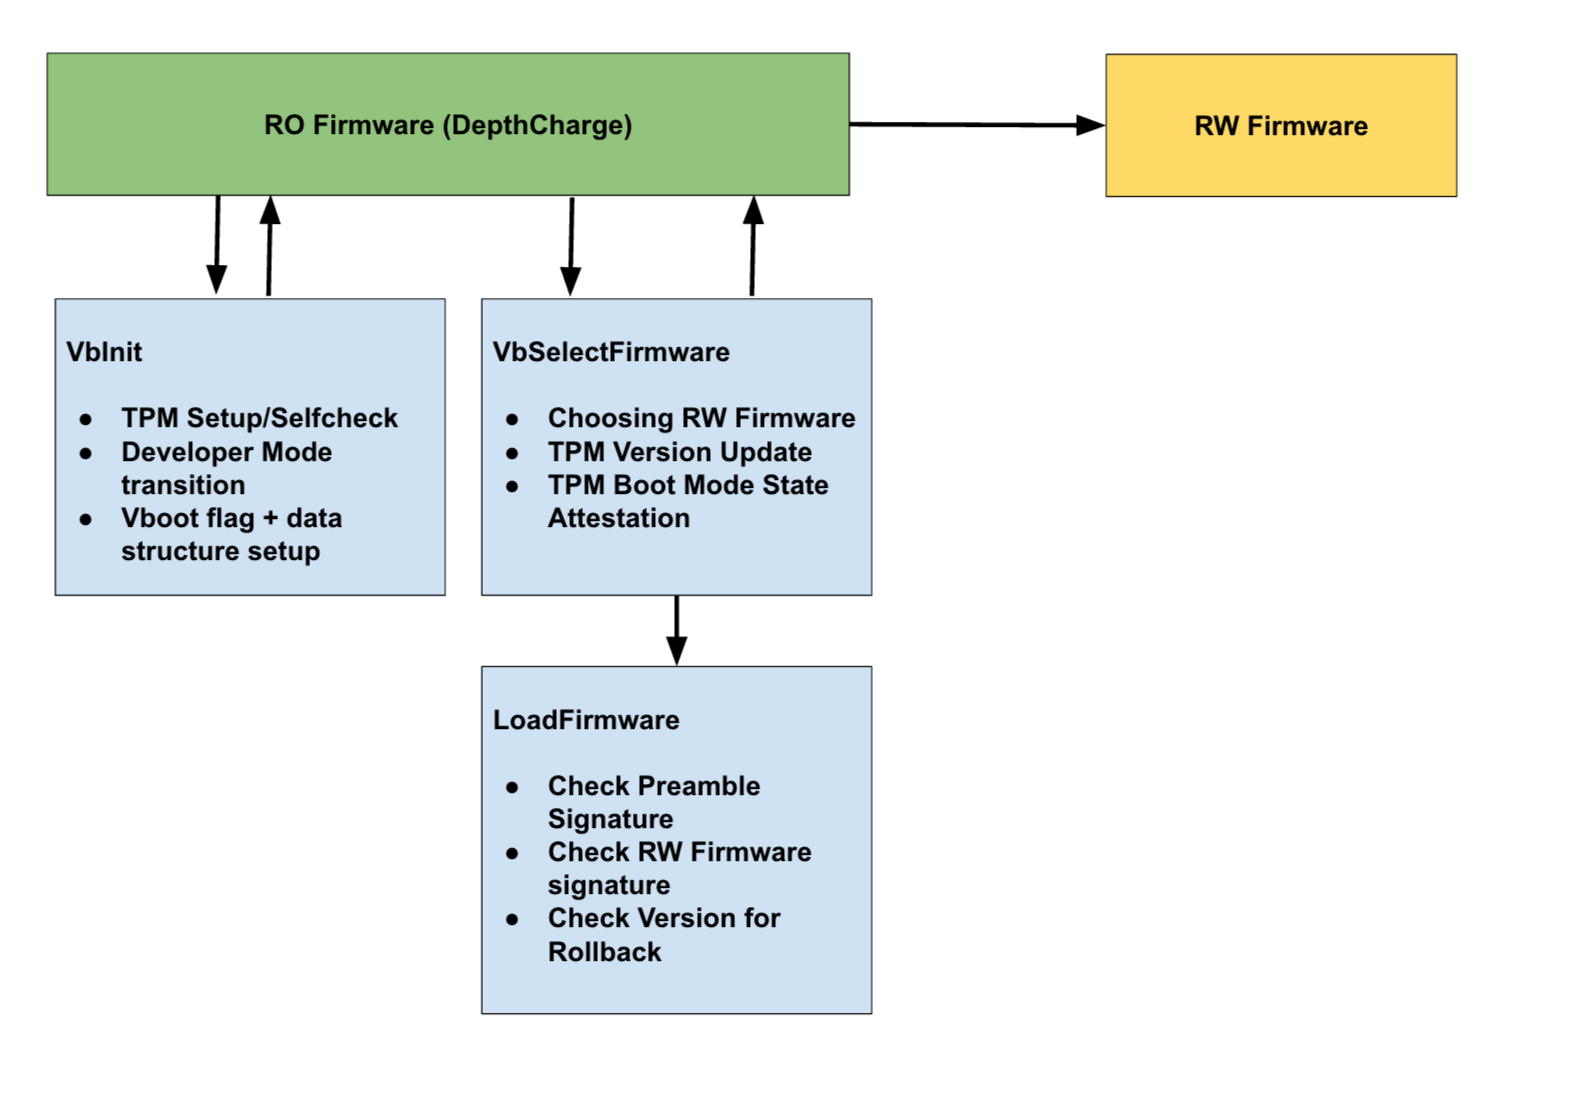 RO Firmware (DepthCharge)
RW Firmware
VbInit
● TPM Setup/Selfcheck
● Developer Mode
transition
● Vboot flag + data
structure setup
VbSelectFirmware
● Choosing RW Firmware
● TPM Version Update
● TPM Boot Mode State
Attestation
LoadFirmware
● Check Preamble
Signature
● Check RW Firmware
signature
● Check Version for
Rollback